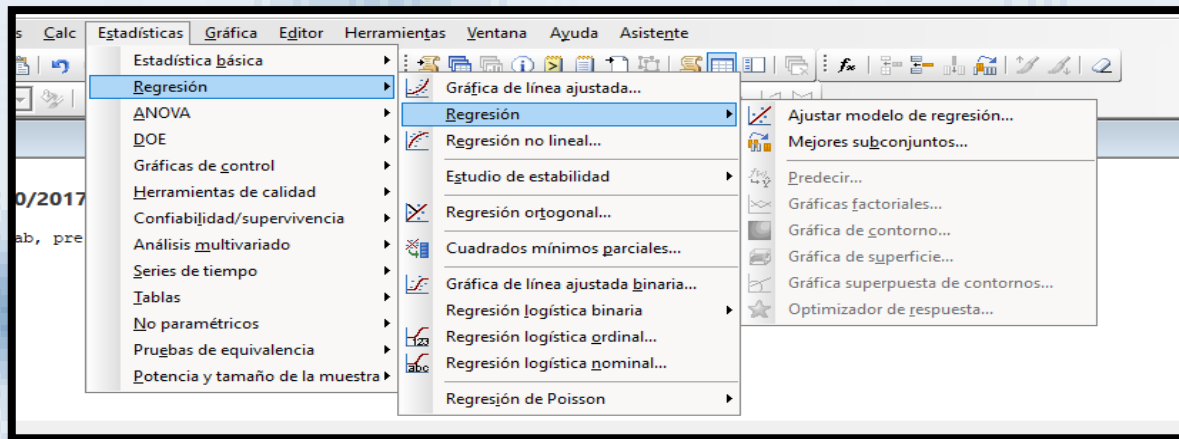 s Calc Estadísticas Gráfica Editor Herramientas Ventana Ayuda Asistente
Estadística básica
Regresión
ANOVA
DOE
Gráficas de control
Herramientas de calidad
Confiabilidad/supervivencia
Análisis multivariado
Series de tiempo
Tablas
No paramétricos
Pruebas de equivalencia
Potencia y tamaño de la muestra
Gráfica de línea ajustada...
Regresión
Regresión no lineal...
Estudio de estabilidad
Regresión ortogonal...
Cuadrados mínimos parciales...
Gráfica de línea ajustada binaria...
Regresión logística binaria
Regresión logística ordinal...
Regresión logística nominal...
Regresión de Poisson
Ajustar modelo de regresión...
Mejores subconjuntos...
Predecir...
Gráficas factoriales...
Gráfica de contorno...
Gráfica de superficie...
Gráfica superpuesta de contornos...
Optimizador de respuesta...
0/2017
ab, pre
fx
123
abc